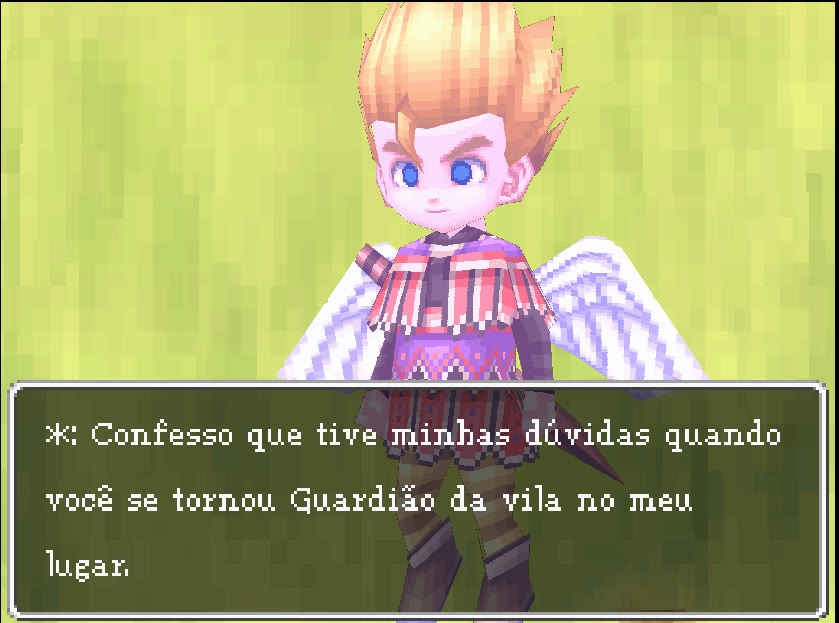 *: Confesso que tive minhas dúvidas quando
você se tornou Guardião da vila no meu
lugar.